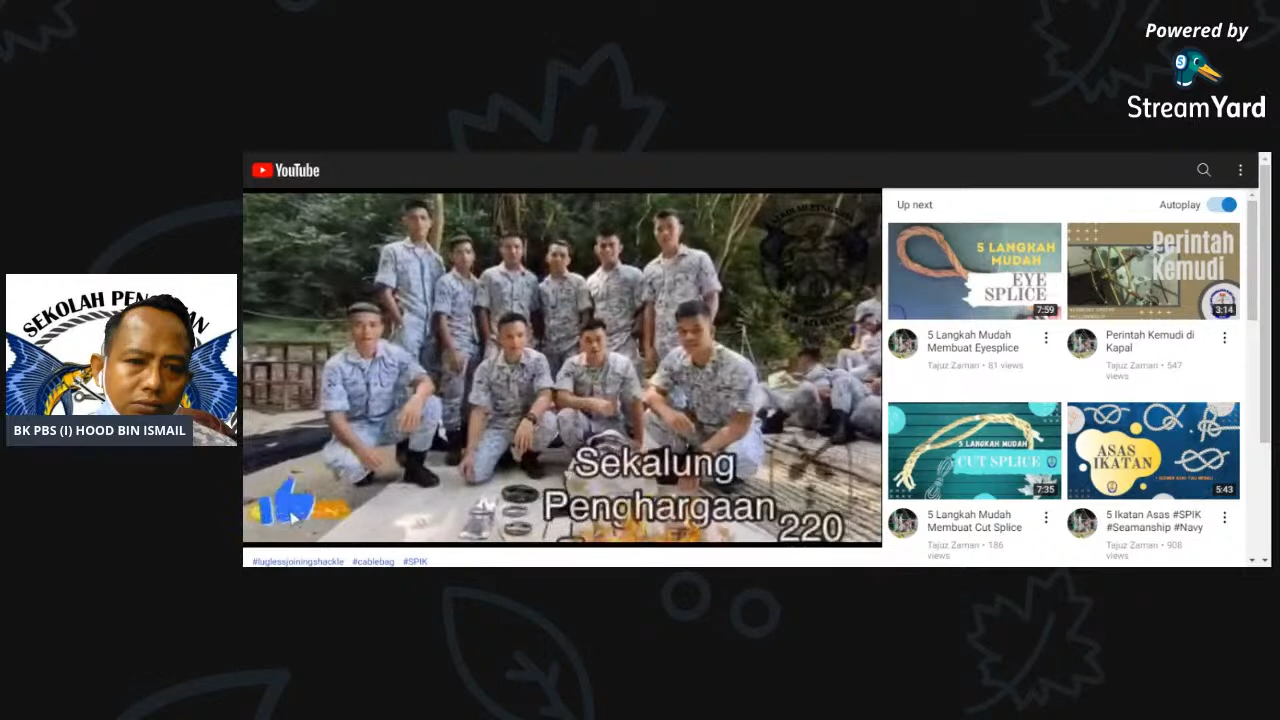 Powered by
StreamYard
YouTube
Up next
Autoplay
5 LANGKAH
MUDAH
EYE
SPLICE
7:59
Perintah
Kemudi
3:14
5 Langkah Mudah
Membuat Eyesplice
Tajuz Zaman • 81 views
Perintah Kemudi di
Kapal
Tajuz Zaman • 547
views
SEKOLAH
BK PBS (I) HOOD BIN ISMAIL
Sekalung
Penghargaan
220
5 LANGKAH MUDAH
CUT SPLICE
7:35
ASAS
IKATAN
5:43
5 Langkah Mudah
Membuat Cut Splice
Tajuz Zaman • 186
views
5 Ikatan Asas #SPIK
#Seamanship #Navy
Tajuz Zaman • 908
views
#luglessjoiningshackle #cablebag #SPIK